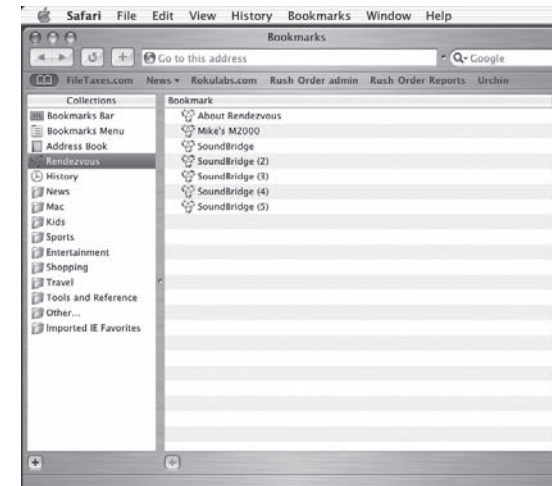 Safari File Edit View History Bookmarks Window Help
Bookmarks
Go to this address
Q- Google
FileTaxes.com News Rokulabs.com Rush Order admin Rush Order Reports Urchin
Collections
Bookmark
Bookmarks Bar
Bookmarks Menu
Address Book
Rendezvous
History
News
Mac
Kids
Sports
Entertainment
Shopping
Travel
Tools and Reference
Other...
Imported IE Favorites
About Rendezvous
Mike's M2000
SoundBridge
SoundBridge (2)
SoundBridge (3)
SoundBridge (4)
SoundBridge (5)